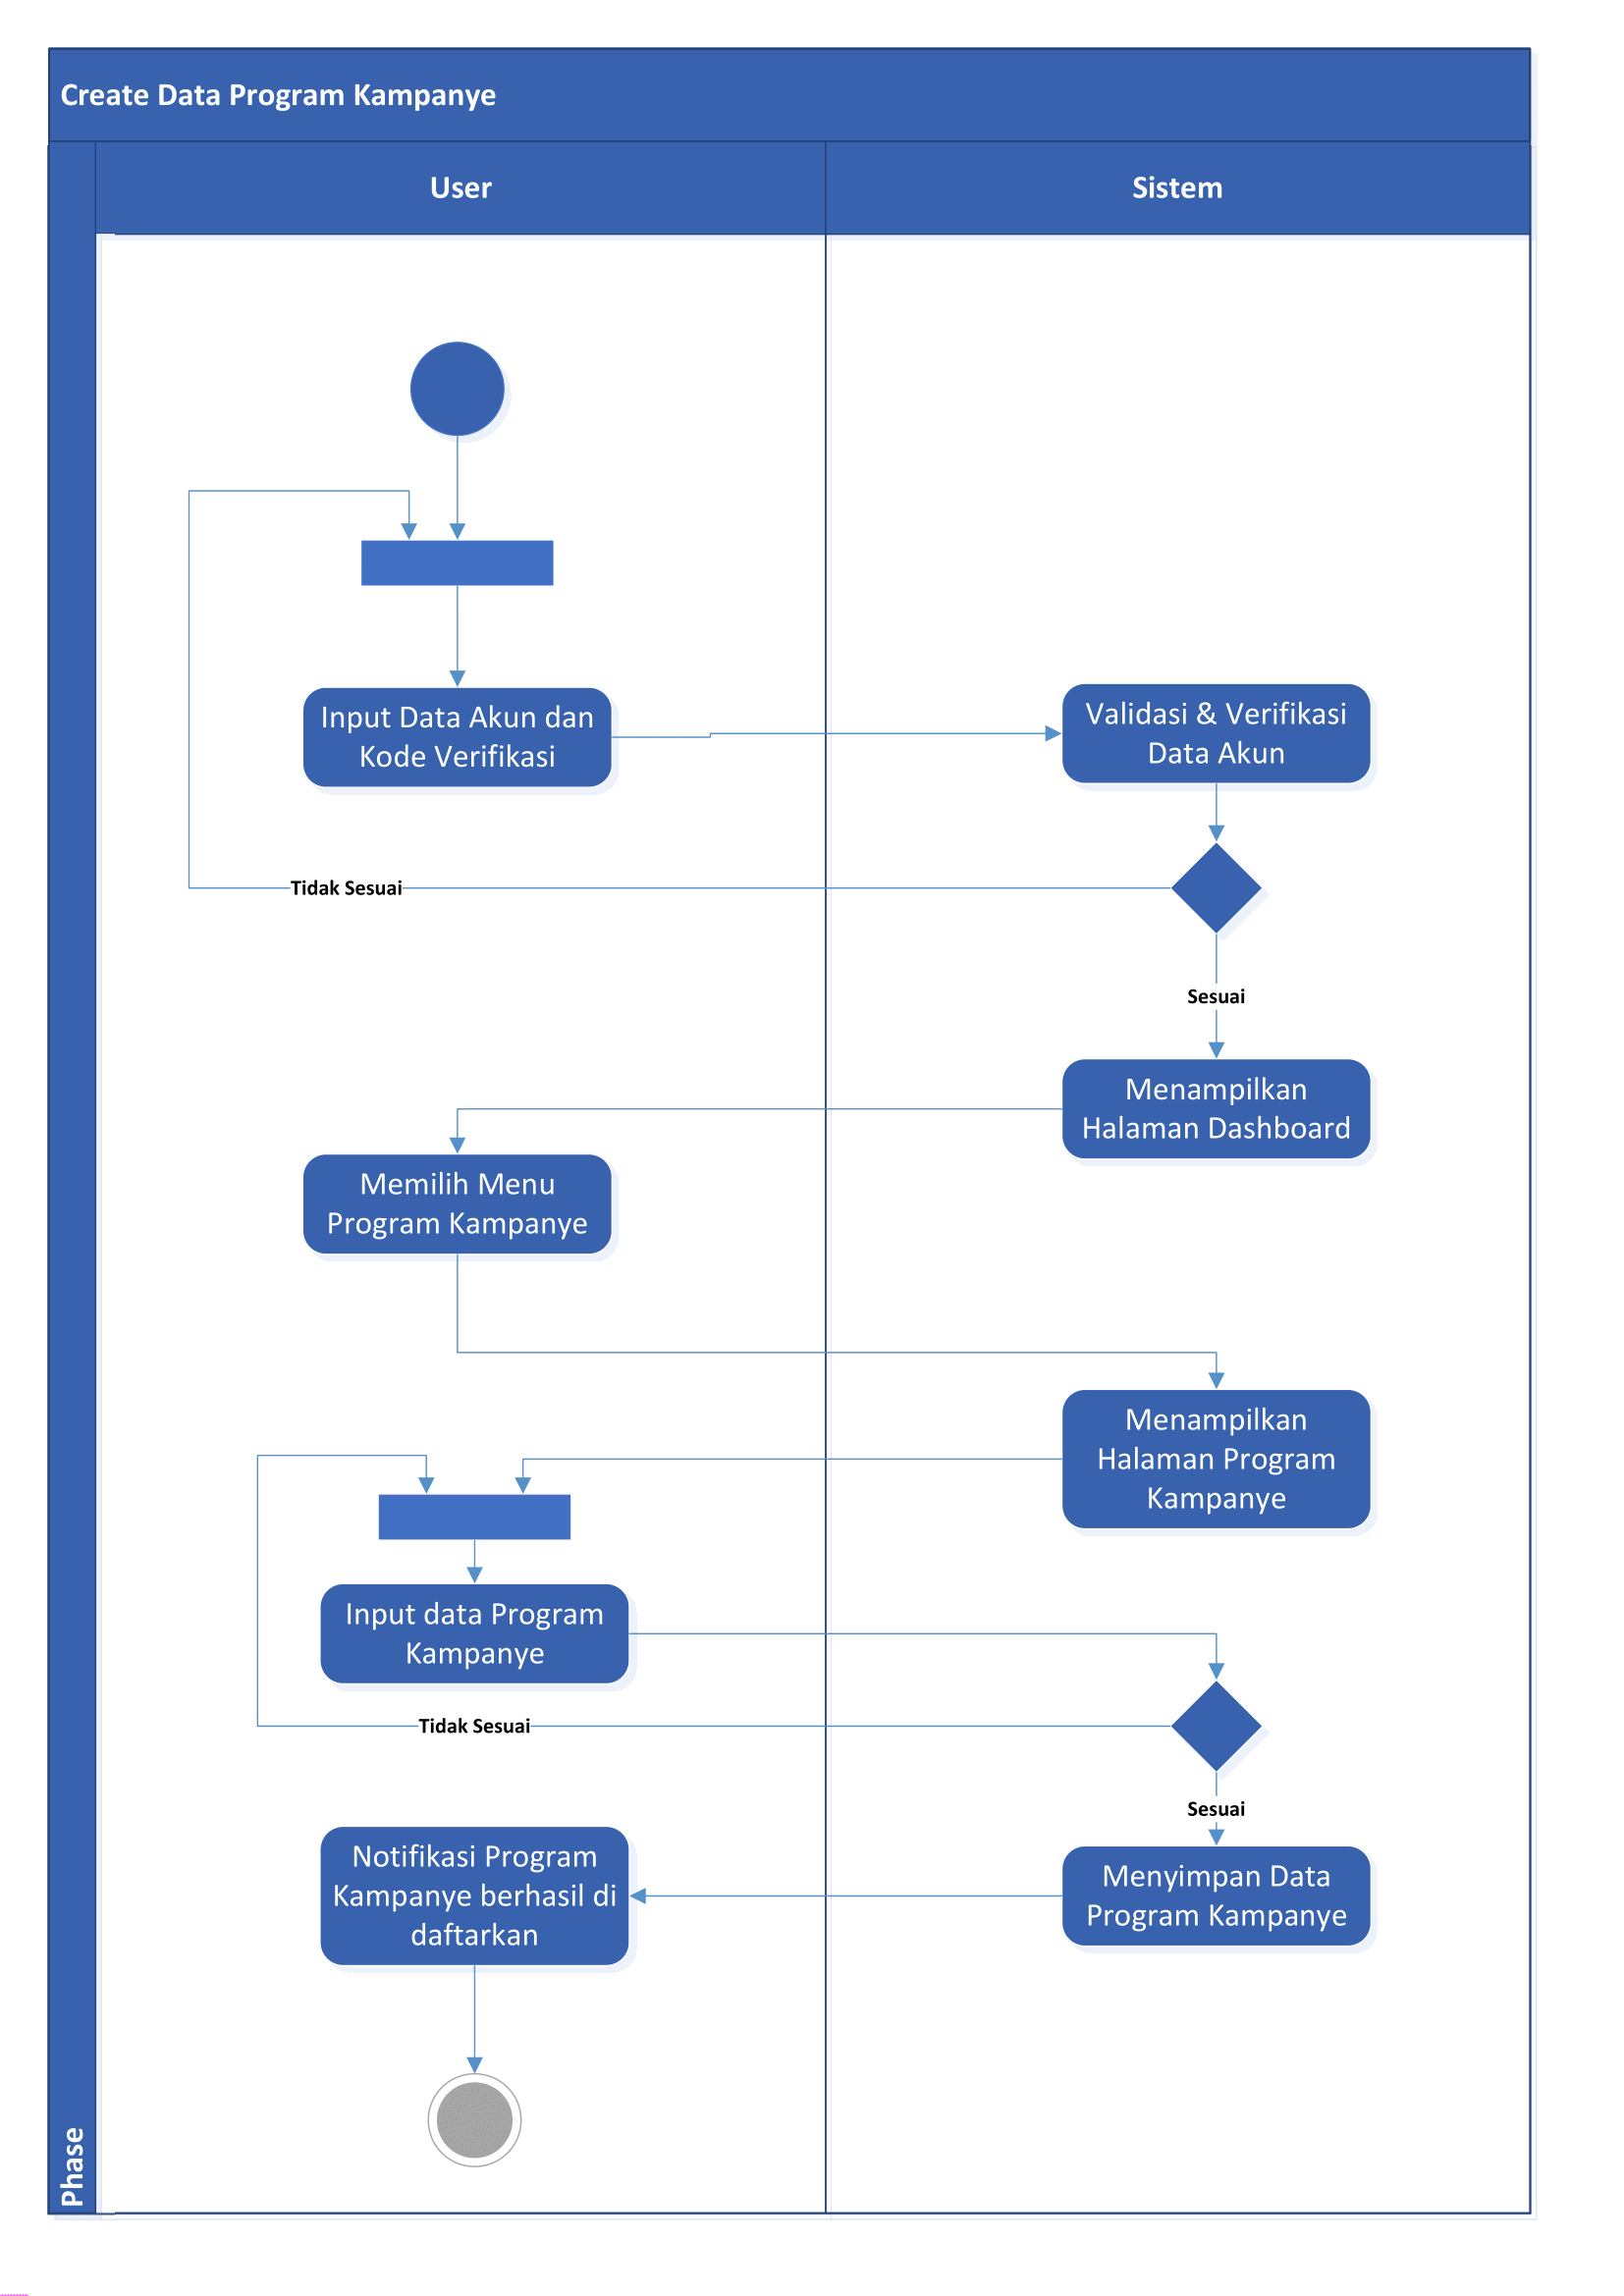 Create Data Program Kampanye
User
Sistem
Input Data Akun dan
Kode Verifikasi
Validasi & Verifikasi
Data Akun
Tidak Sesuai
Sesuai
Menampilkan
Halaman Dashboard
Memilih Menu
Program Kampanye
Menampilkan
Halaman Program
Kampanye
Input data Program
Kampanye
Tidak Sesuai
Sesuai
Notifikasi Program
Kampanye berhasil di
daftarkan
Menyimpan Data
Program Kampanye
Phase